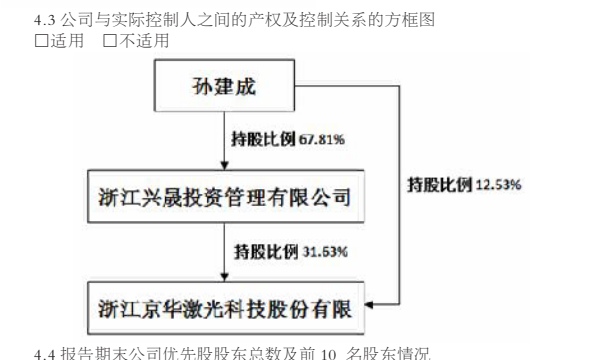 4.3 公司与实际控制人之间的产权及控制关系的方框图
□适用 □不适用
孙建成
持股比例 67.81%
浙江兴晟投资管理有限公司
持股比例 12.53%
持股比例 31.63%
浙江京华激光科技股份有限
4.4 报告期末公司优先股股东总数及前 10 名股东情况